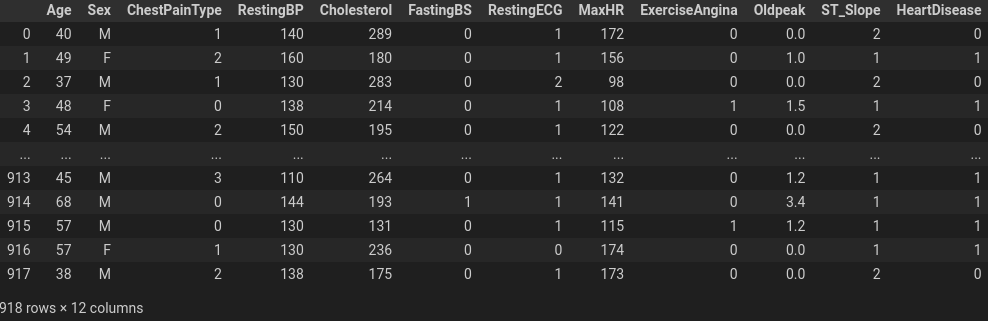 Age Sex ChestPainType RestingBP Cholesterol FastingBS RestingECG MaxHR ExerciseAngina Oldpeak ST_Slope HeartDisease
0 40 M 1 140 289 0 1 172 0 0.0 2 0
1 49 F 2 160 180 0 1 156 0 1.0 1 1
2 37 M 1 130 283 0 2 98 0 0.0 2 0
3 48 F 0 138 214 0 1 108 1 1.5 1 1
4 54 M 2 150 195 0 1 122 0 0.0 2 0
... ... ... ... ... ... ... ... ... ... ... ... ...
913 45 M 3 110 264 0 1 132 0 1.2 1 1
914 68 M 0 144 193 1 1 141 0 3.4 1 1
915 57 M 0 130 131 0 1 115 1 1.2 1 1
916 57 F 1 130 236 0 0 174 0 0.0 1 1
917 38 M 2 138 175 0 1 173 0 0.0 2 0
918 rows × 12 columns